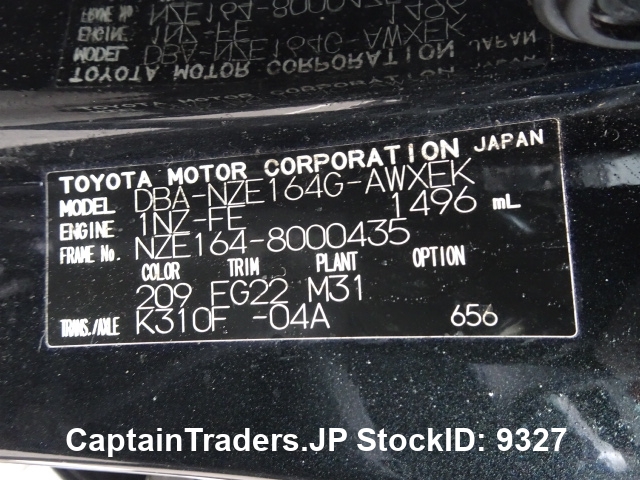 TOYOTA MOTOR CORPORATION JAPAN
MODEL DBA-NZE164G-AWXEK
ENGINE 1NZ-FE 1496 mL
FRAME No. NZE164-8000435
COLOR TRIM PLANT OPTION
209 FG22 M31
TRANS./AXLE K310F -04A 656
CaptainTraders.JP StockID: 9327